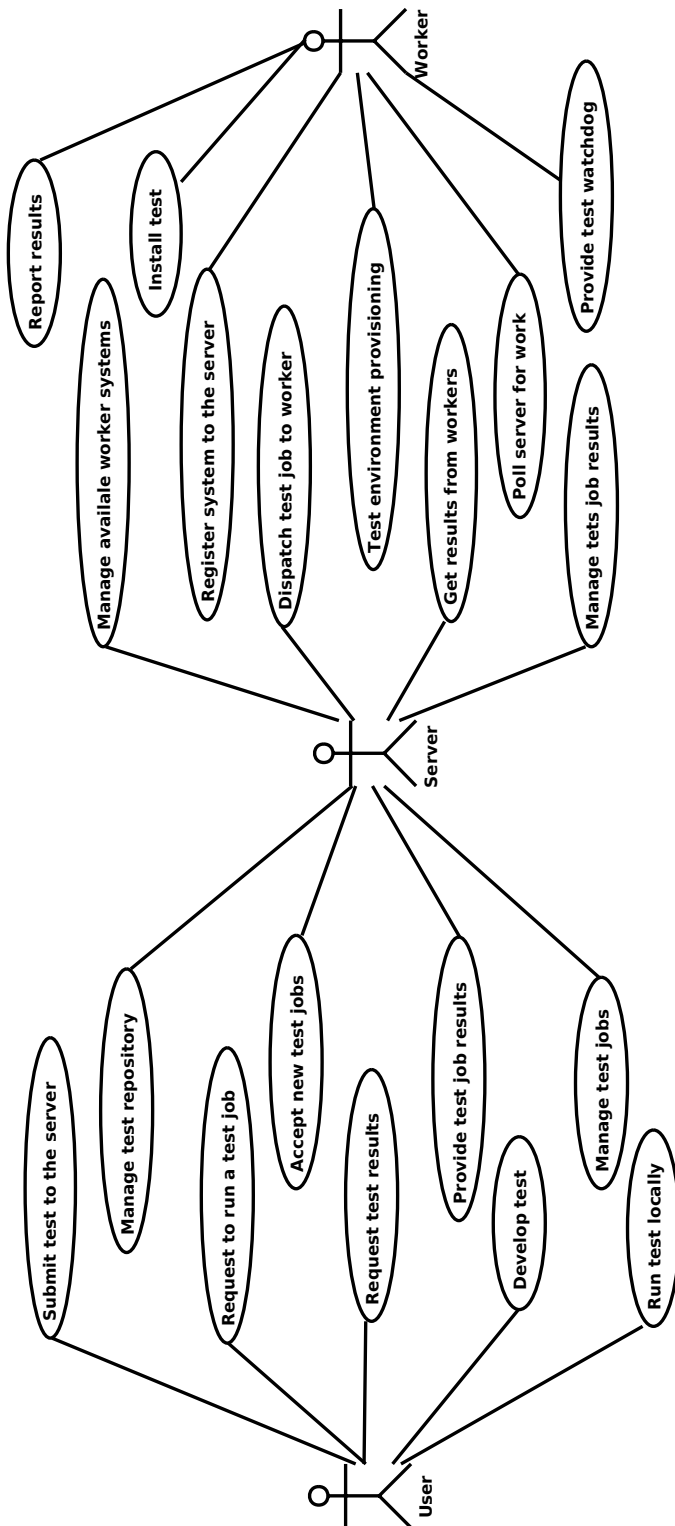 Submit test to the server
Manage test repository
Request to run a test job
Accept new test jobs
Request test results
Provide test job results
Develop test
Manage test jobs
Run test locally
User
Server
Report results
Install test
Manage availale worker systems
Register system to the server
Dispatch test job to worker
Test environment provisioning
Get results from workers
Poll server for work
Provide test watchdog
Manage tets job results
Worker